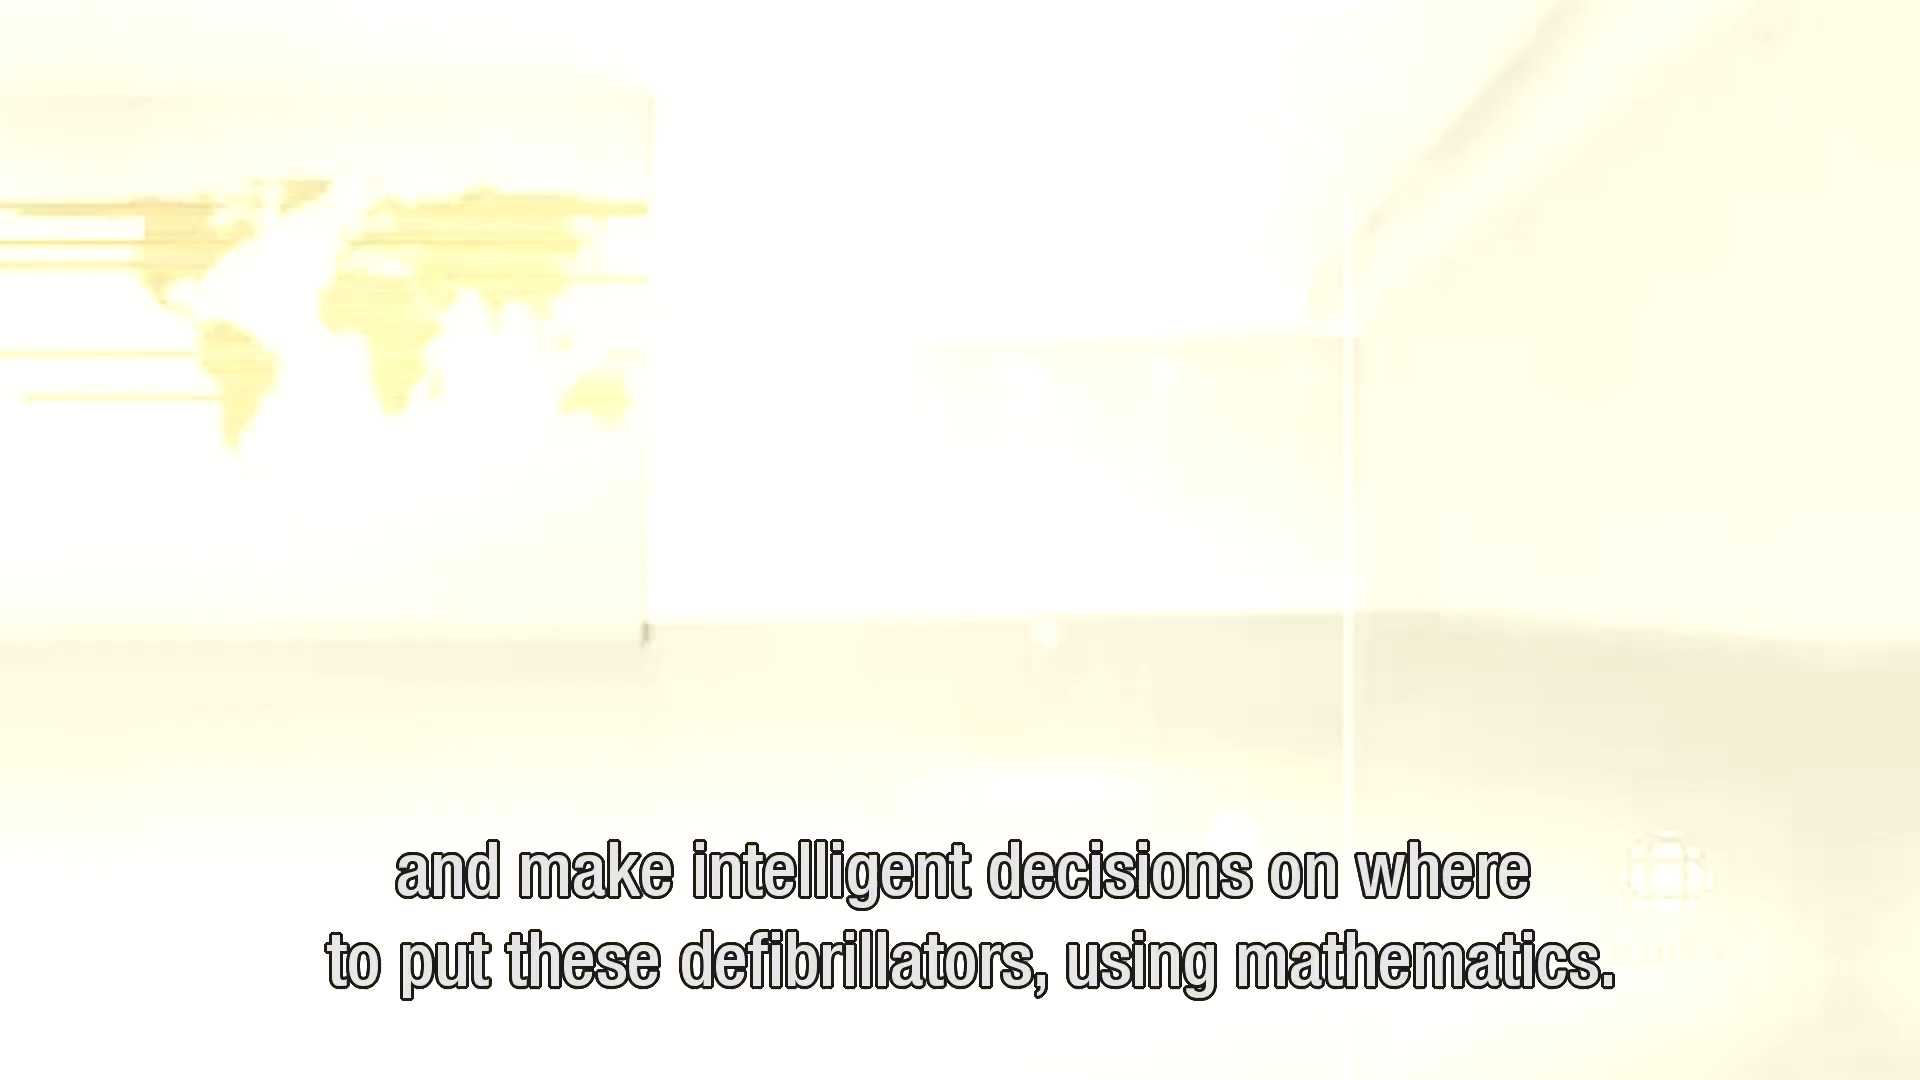 and make intelligent decisions on where
to put these defibrillators, using mathematics.